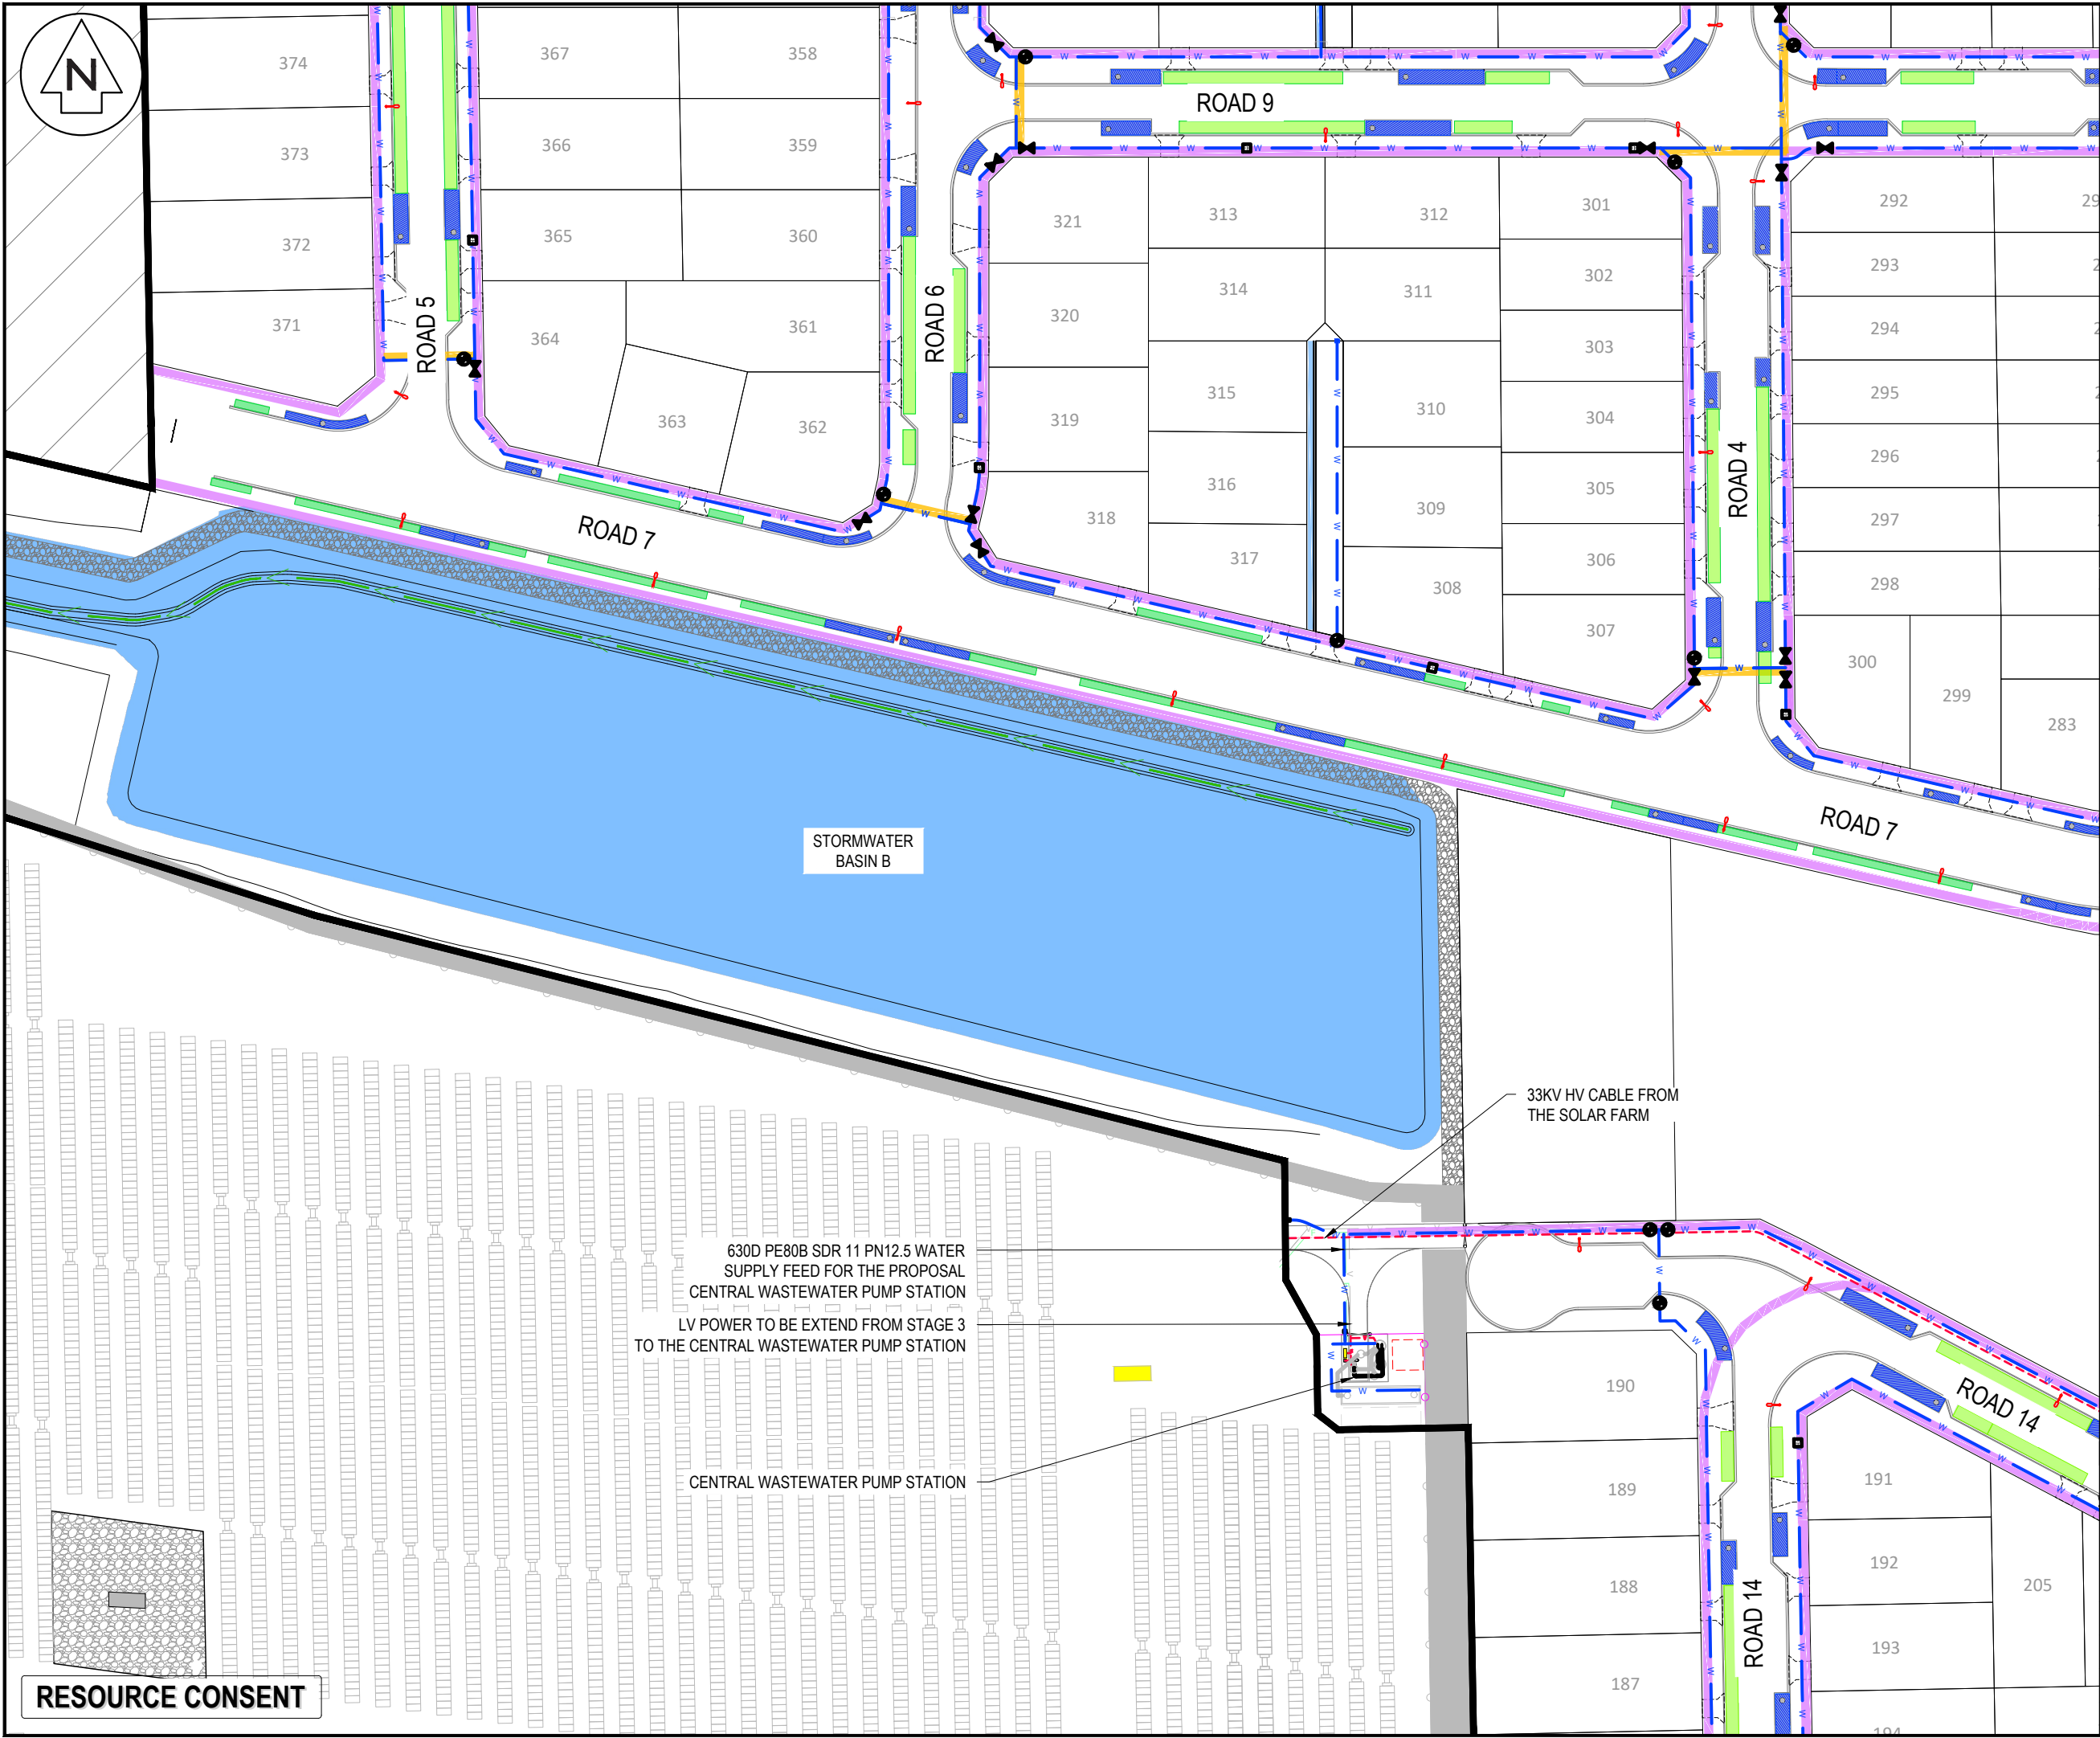 N
374
373
372
371
367
358
366
359
365
360
364
361
363
362
ROAD 5
ROAD 6
ROAD 9
321
313
312
301
320
314
311
302
303
319
315
310
304
318
316
309
305
317
308
306
307
ROAD 4
292
293
294
295
296
297
298
300
299
283
ROAD 7
ROAD 7
STORMWATER
BASIN B
33KV HV CABLE FROM
THE SOLAR FARM
630D PE80B SDR 11 PN12.5 WATER
SUPPLY FEED FOR THE PROPOSAL
CENTRAL WASTEWATER PUMP STATION
LV POWER TO BE EXTEND FROM STAGE 3
TO THE CENTRAL WASTEWATER PUMP STATION
CENTRAL WASTEWATER PUMP STATION
190
189
188
187
ROAD 14
ROAD 14
191
192
193
194
205
RESOURCE CONSENT